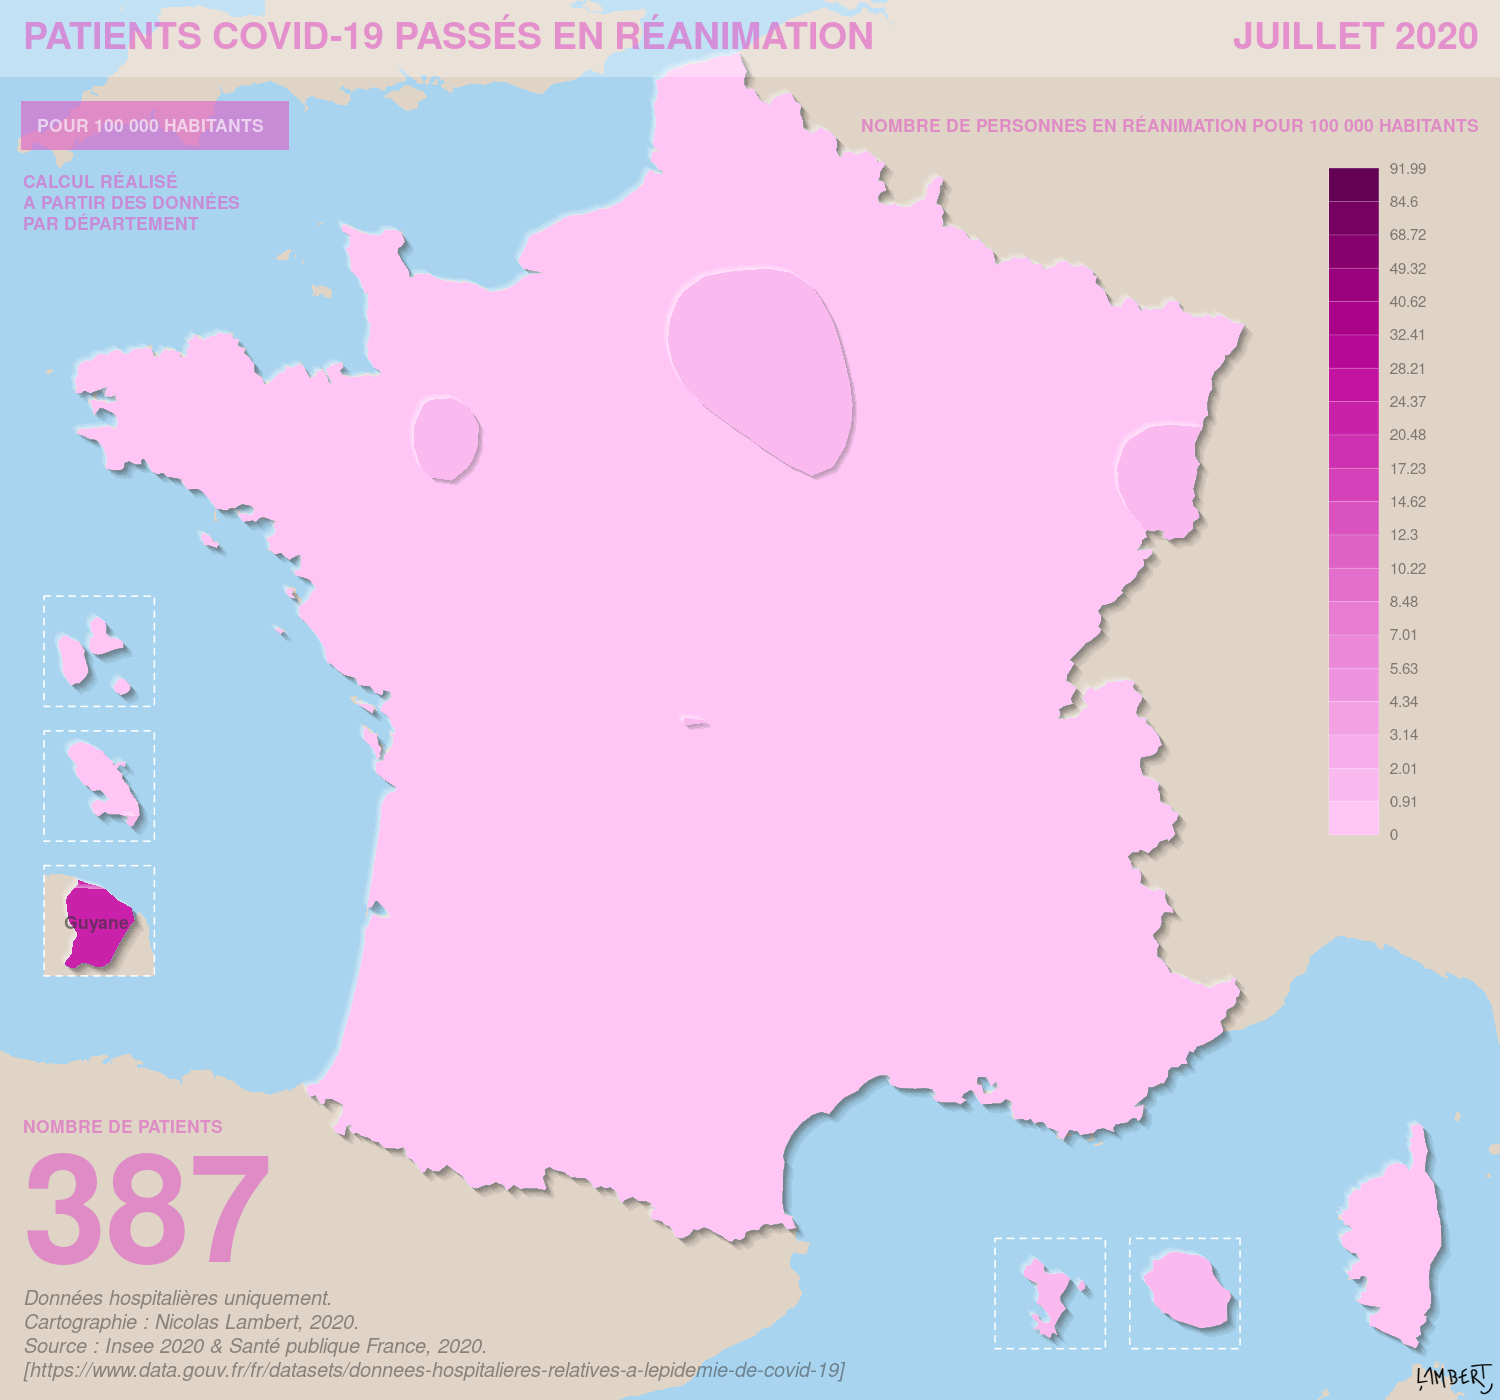 PATIENTS COVID-19 PASSÉS EN RÉANIMATION
JUILLET 2020
POUR 100 000 HABITANTS
CALCUL RÉALISÉ
A PARTIR DES DONNÉES
PAR DÉPARTEMENT
NOMBRE DE PERSONNES EN RÉANIMATION POUR 100 000 HABITANTS
91.99
84.6
68.72
49.32
40.62
32.41
28.21
24.37
20.48
17.23
14.62
12.3
10.22
8.48
7.01
5.63
4.34
3.14
2.01
0.91
0
Guyane
NOMBRE DE PATIENTS
387
Données hospitalières uniquement.
Cartographie : Nicolas Lambert, 2020.
Source : Insee 2020 & Santé publique France, 2020.
[https://www.data.gouv.fr/fr/datasets/donnees-hospitalieres-relatives-a-lepidemie-de-covid-19]
LAMBERT